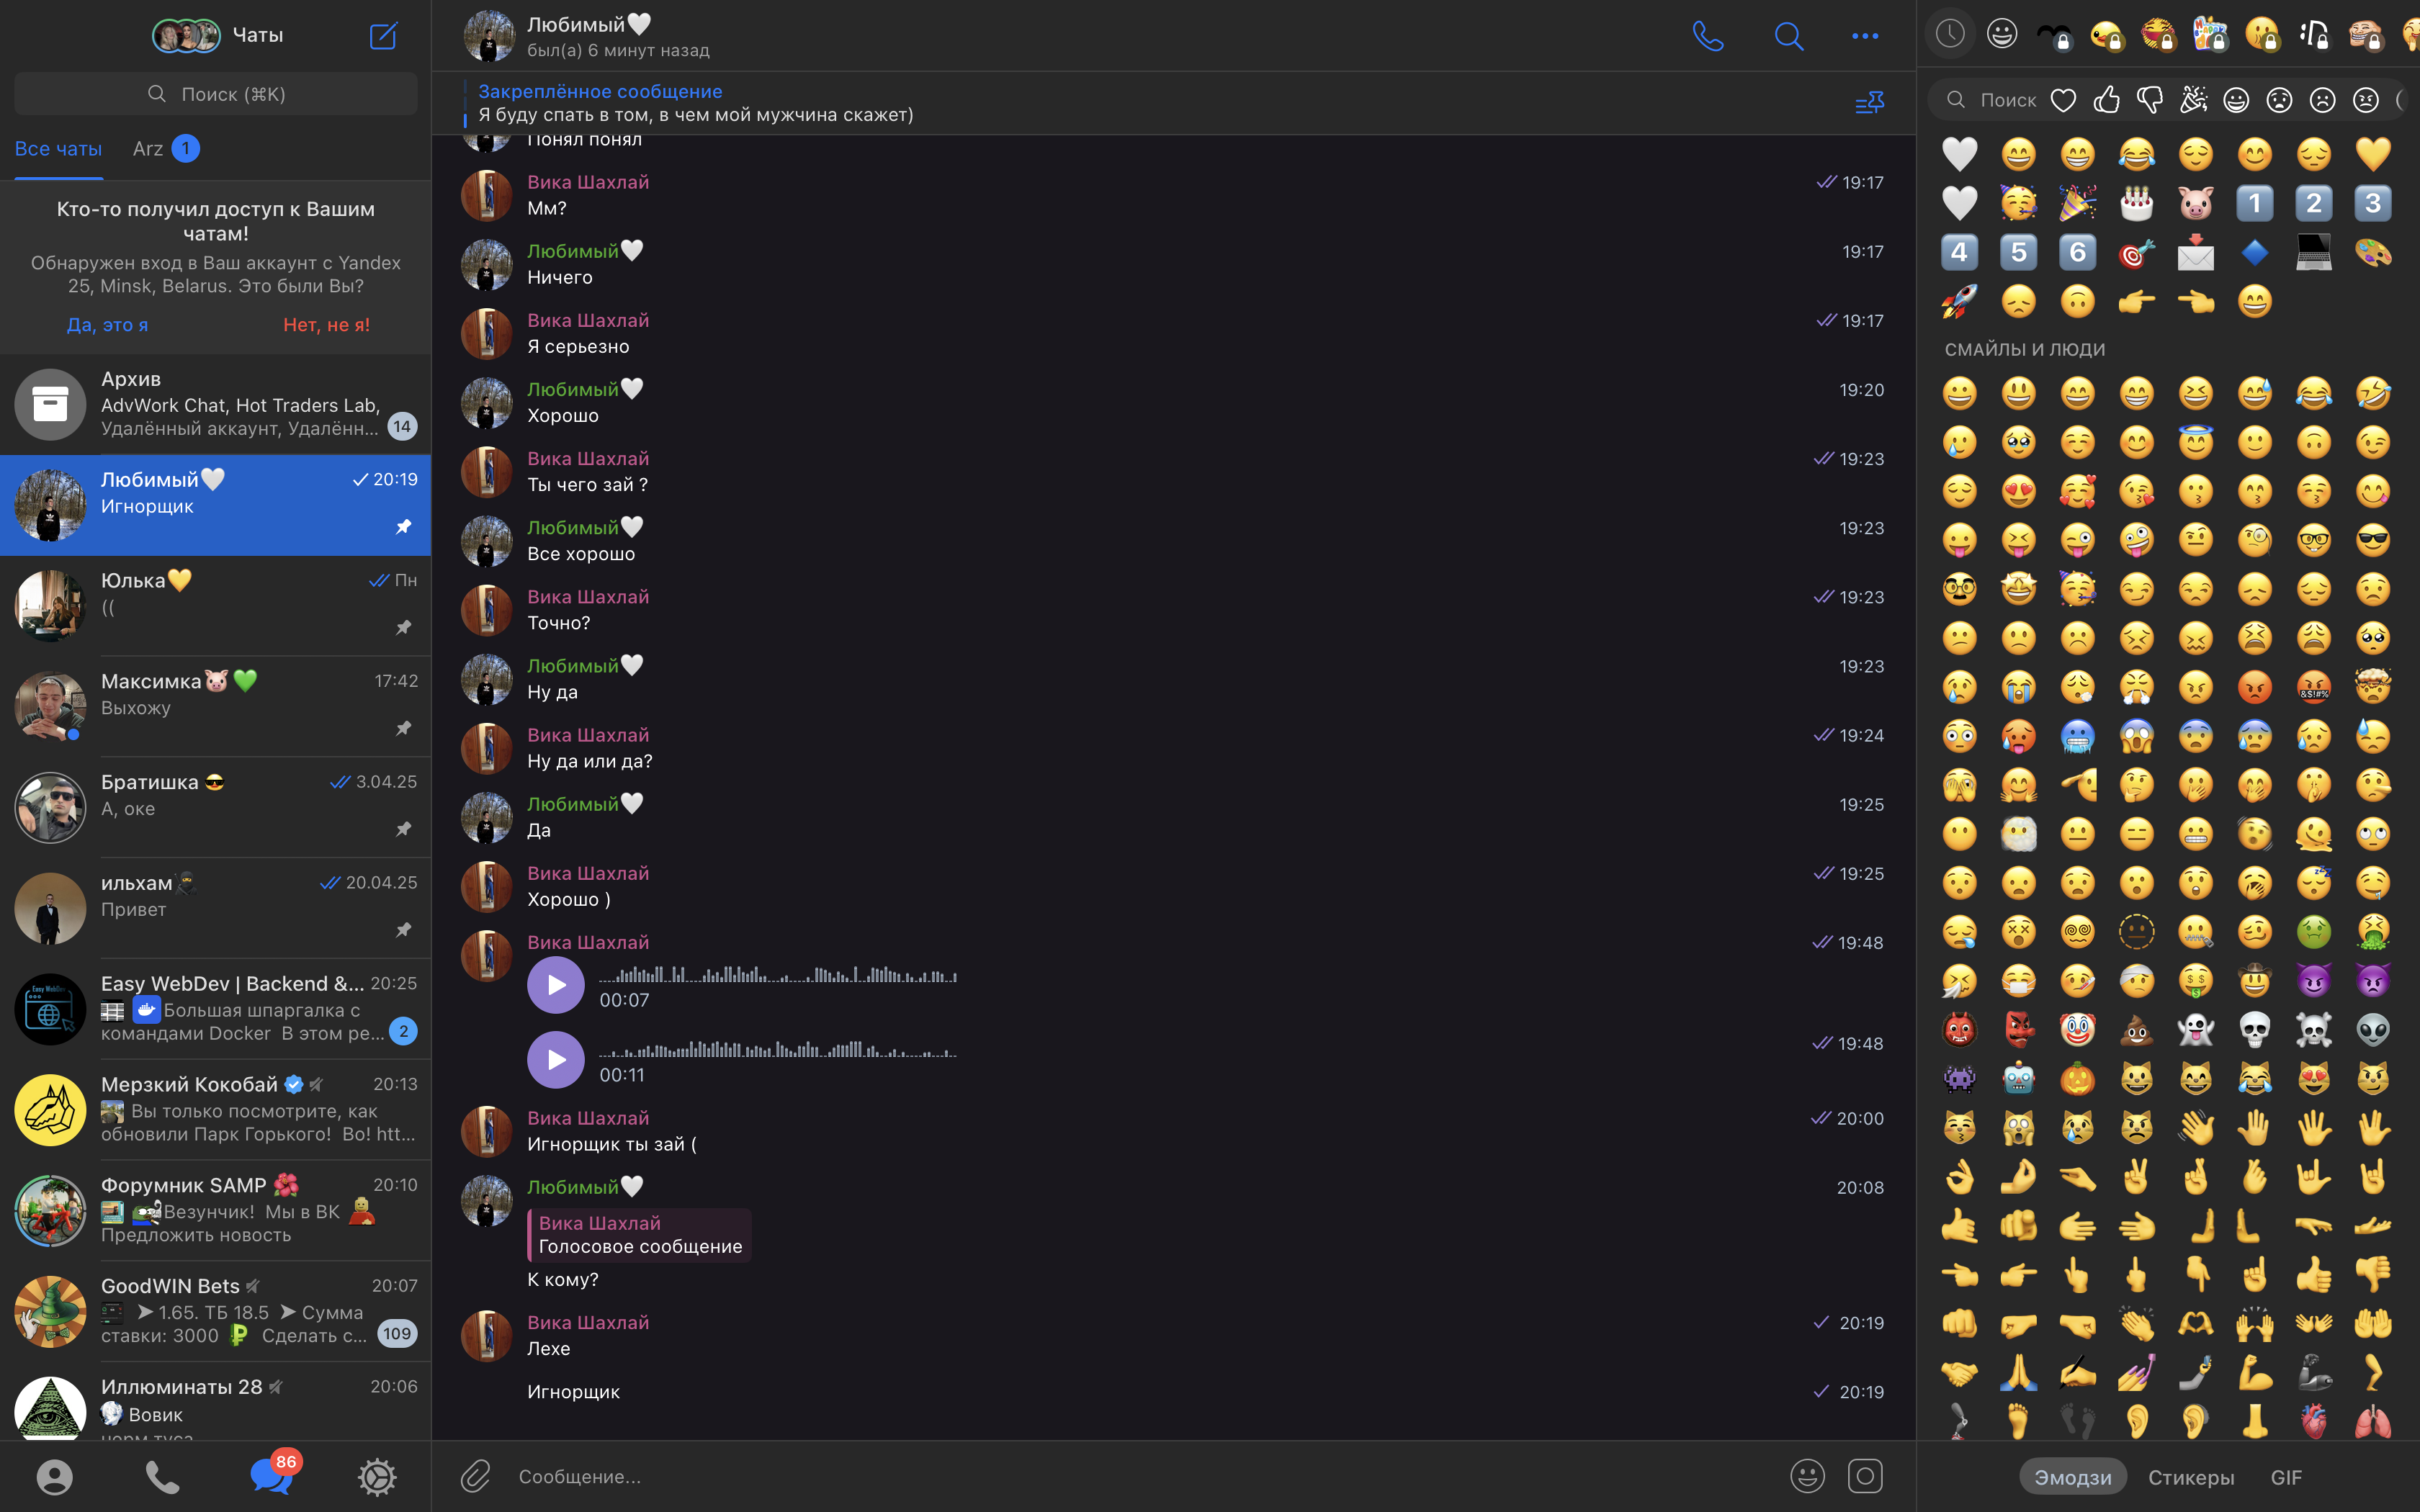 Чаты
Поиск (⌘K)
Все чаты
Arz 1
Кто-то получил доступ к Вашим
чатам!
Обнаружен вход в Ваш аккаунт с Yandex
25, Minsk, Belarus. Это были Вы?
Да, это я
Нет, не я!
Архив
AdvWork Chat, Hot Traders Lab,
Удалённый аккаунт, Удалённ... 14
Любимый🤍 20:19
Игнорщик
Юлька💛 Пн
((
Максимка🐷💚 17:42
Выхожу
Братишка 😎 3.04.25
А, оке
ильхам🥷 20.04.25
Привет
Easy WebDev | Backend &... 20:25
Большая шпаргалка с
командами Docker В этом ре... 2
Мерзкий Кокобай 20:13
Вы только посмотрите, как
обновили Парк Горького! Во! htt...
Форумник SAMP 🌺 20:10
Везунчик! Мы в ВК
Предложить новость
GoodWIN Bets 20:07
➤ 1.65. ТБ 18.5 ➤ Сумма
ставки: 3000 Сделать с... 109
Иллюминаты 28 20:06
Вовик
86
Любимый🤍
был(а) 6 минут назад
Закреплённое сообщение
Я буду спать в том, в чем мой мужчина скажет)
Понял понял
Вика Шахлай 19:17
Мм?
Любимый🤍 19:17
Ничего
Вика Шахлай 19:17
Я серьезно
Любимый🤍 19:20
Хорошо
Вика Шахлай 19:23
Ты чего зай ?
Любимый🤍 19:23
Все хорошо
Вика Шахлай 19:23
Точно?
Любимый🤍 19:23
Ну да
Вика Шахлай 19:24
Ну да или да?
Любимый🤍 19:25
Да
Вика Шахлай 19:25
Хорошо )
Вика Шахлай 19:48
00:07
19:48
00:11
Вика Шахлай 20:00
Игнорщик ты зай (
Любимый🤍 20:08
Вика Шахлай
Голосовое сообщение
К кому?
Вика Шахлай 20:19
Лехе
Игнорщик 20:19
Сообщение...
Поиск
1 2 3
4 5 6
СМАЙЛЫ И ЛЮДИ
Эмодзи
Стикеры
GIF